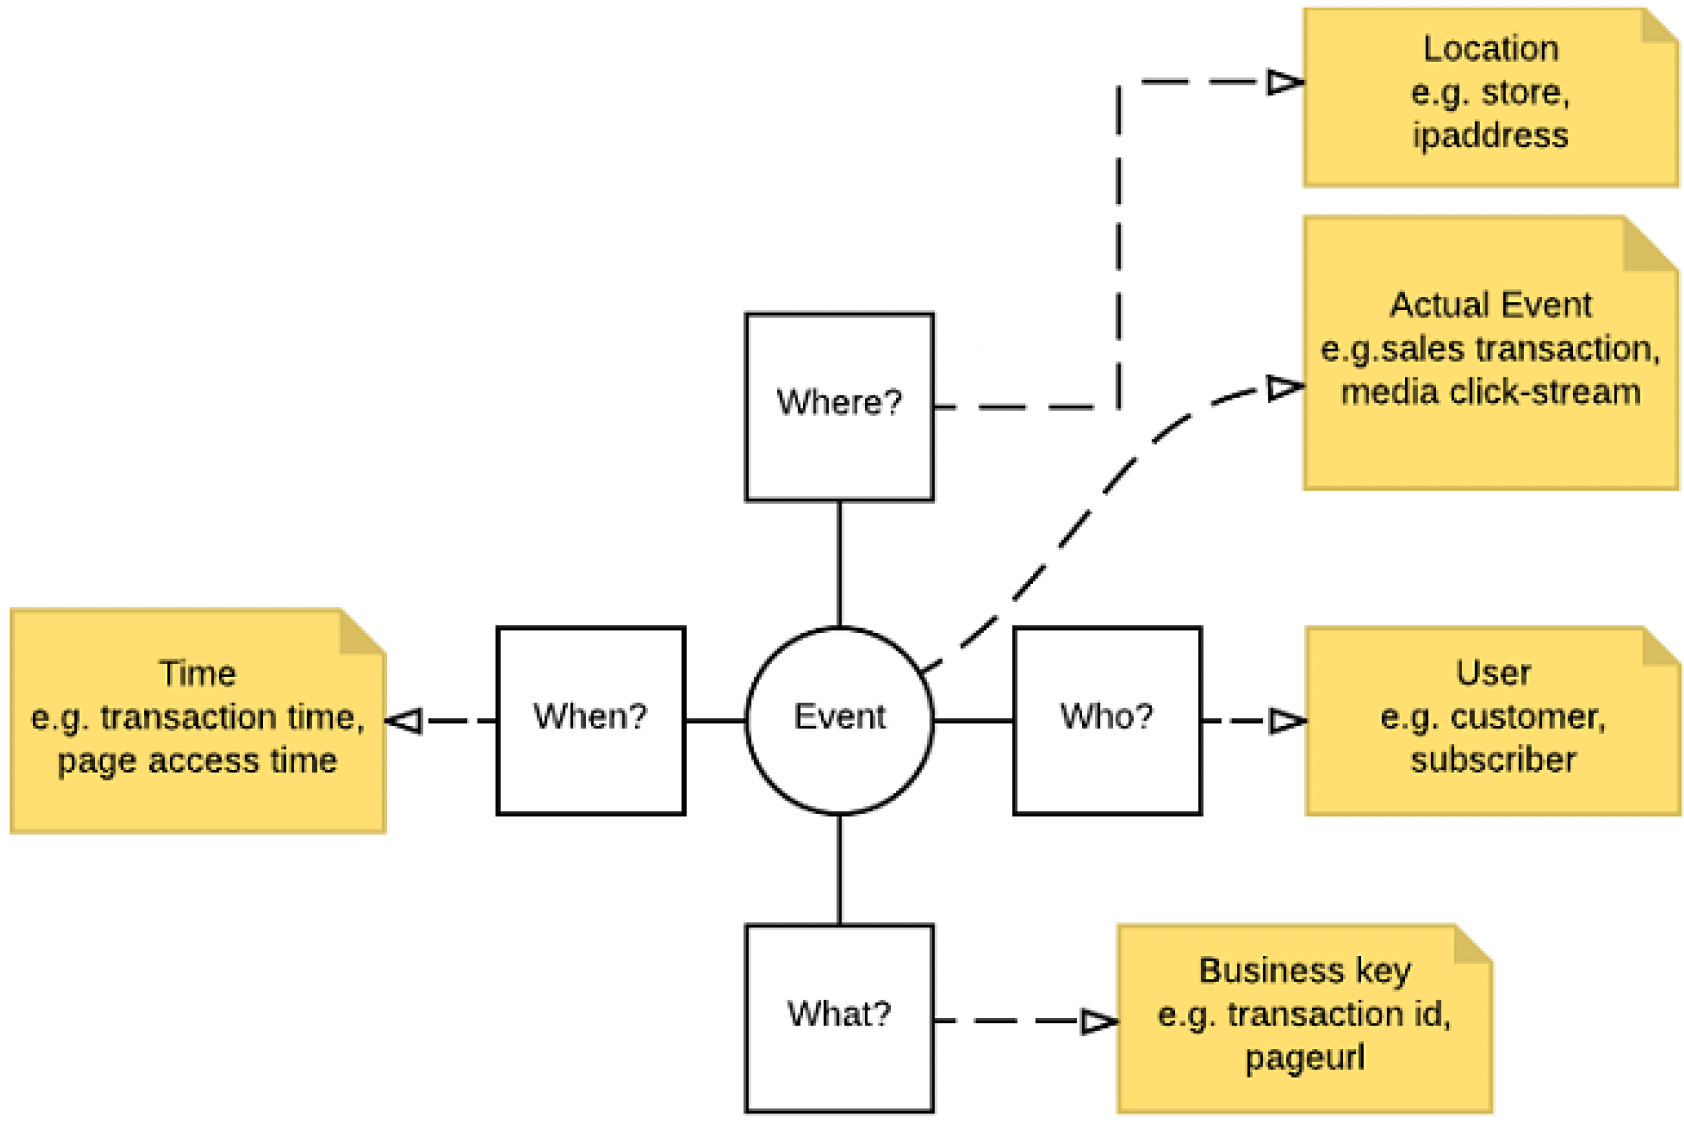 Location
e.g. store,
ipaddress
Actual Event
e.g.sales transaction,
media click-stream
Where?
Time
e.g. transaction time,
page access time
When?
Event
Who?
User
e.g. customer,
subscriber
What?
Business key
e.g. transaction id,
pageurl